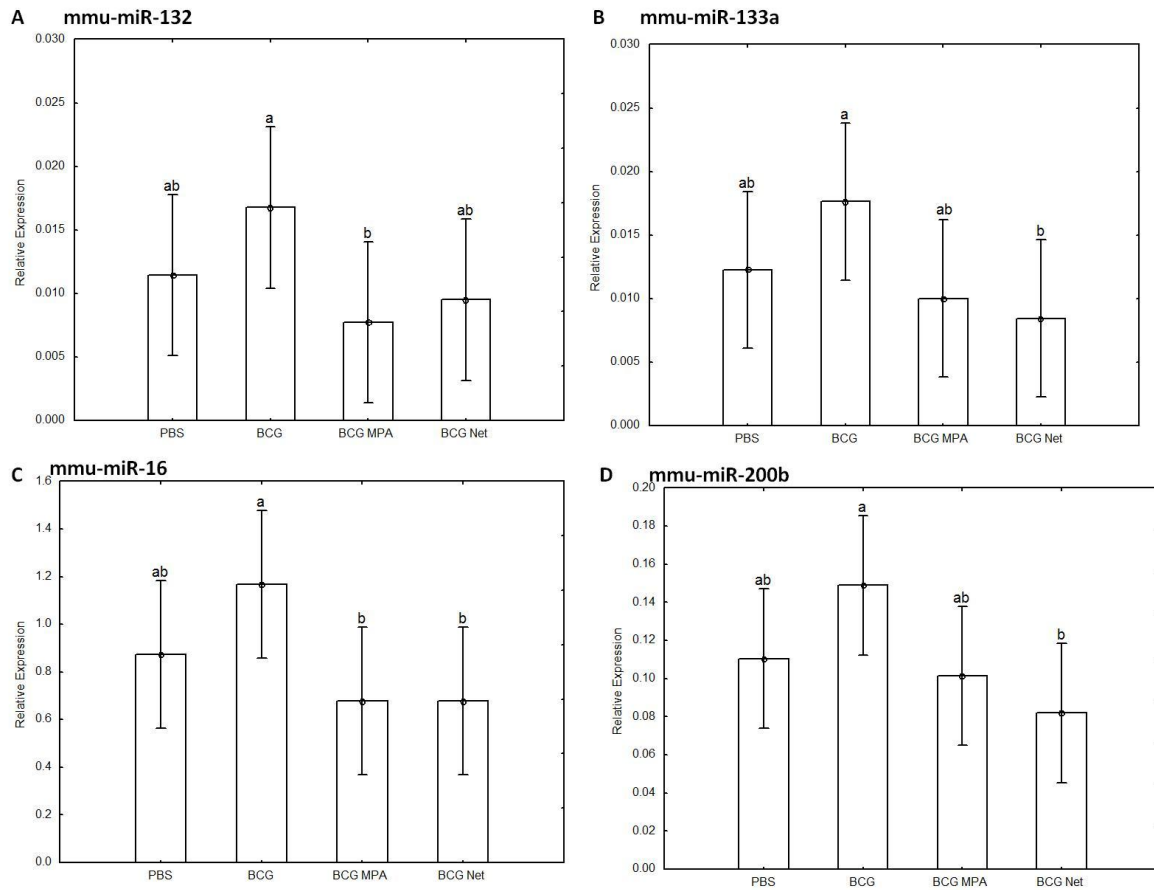 A mmu-miR-132
0.030
0.025
0.020
0.015
0.010
0.005
0.000
Relative Expression
ab
a
b
ab
PBS BCG BCG MPA BCG Net
B mmu-miR-133a
0.030
0.025
0.020
0.015
0.010
0.005
0.000
Relative Expression
ab
a
ab
b
PBS BCG BCG MPA BCG Net
C mmu-miR-16
1.6
1.4
1.2
1.0
0.8
0.6
0.4
0.2
0.0
Relative Expression
ab
a
b
b
PBS BCG BCG MPA BCG Net
D mmu-miR-200b
0.20
0.18
0.16
0.14
0.12
0.10
0.08
0.06
0.04
0.02
0.00
Relative Expression
ab
a
ab
b
PBS BCG BCG MPA BCG Net